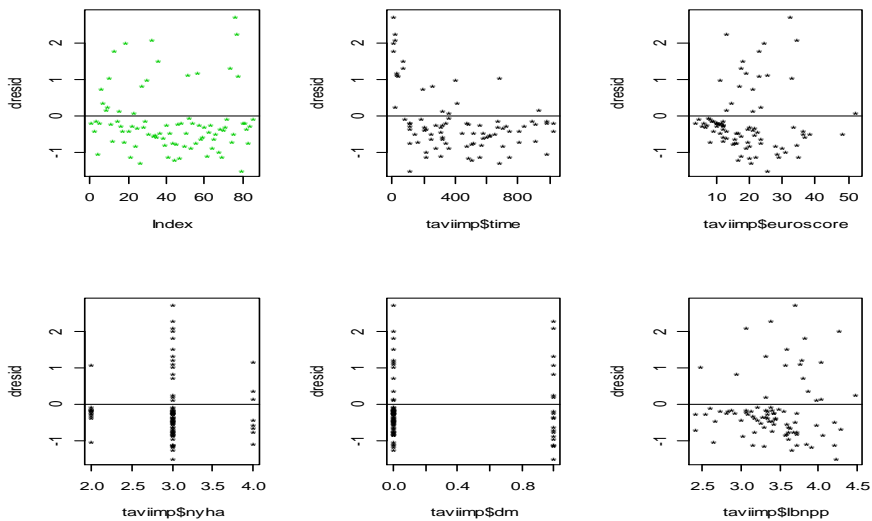 dresid
2
1
0
-1
0 20 40 60 80
Index
dresid
2
1
0
-1
0 400 800
taviimp$time
dresid
2
1
0
-1
10 20 30 40 50
taviimp$euroscore
dresid
2
1
0
-1
2.0 2.5 3.0 3.5 4.0
taviimp$nyha
dresid
2
1
0
-1
0.0 0.4 0.8
taviimp$dm
dresid
2
1
0
-1
2.5 3.0 3.5 4.0 4.5
taviimp$lbnpp